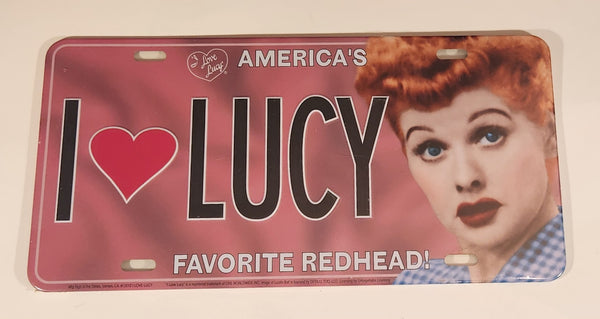 I Love Lucy ®
AMERICA'S
I ♥ LUCY
FAVORITE REDHEAD!